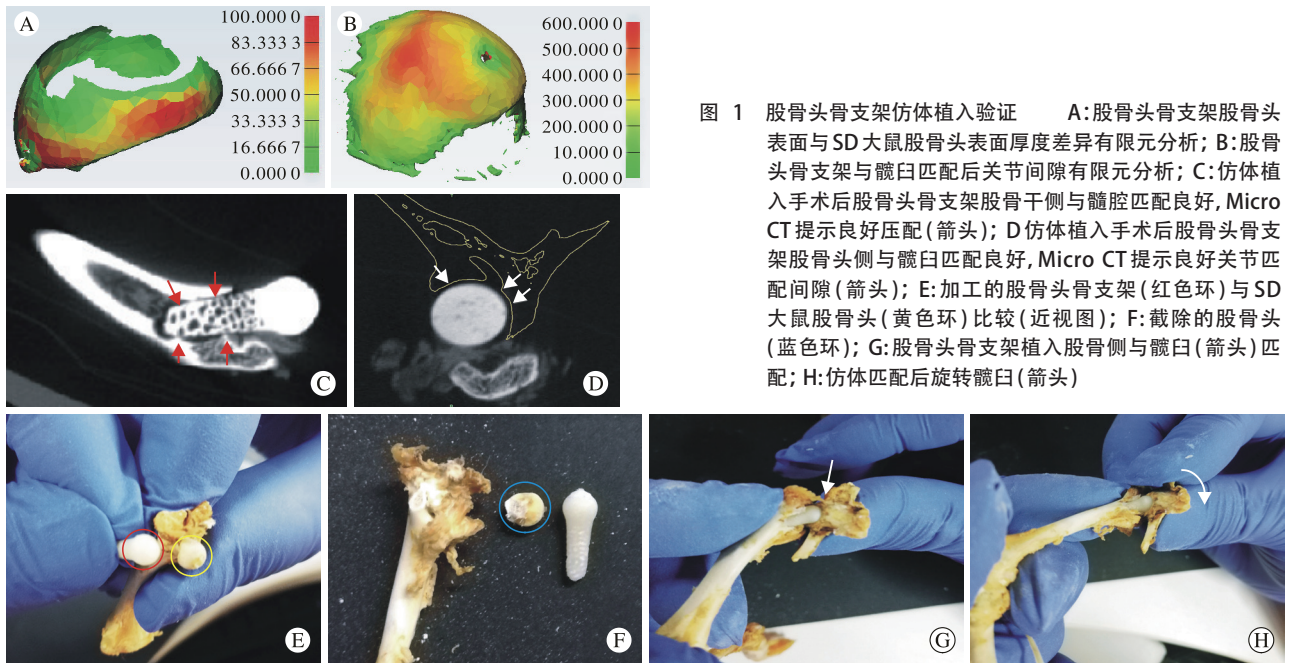 A
100.000 0
83.333 3
66.666 7
50.000 0
33.333 3
16.666 7
0.000 0
B
600.000 0
500.000 0
400.000 0
300.000 0
200.000 0
10.000 0
0.000 0
C
D
图 1 股骨头骨支架仿体植入验证 A:股骨头骨支架股骨头
表面与SD大鼠股骨头表面厚度差异有限元分析; B:股骨
头骨支架与髋臼匹配后关节间隙有限元分析; C:仿体植
入手术后股骨头骨支架股骨干侧与髓腔匹配良好, Micro
CT提示良好压配(箭头); D仿体植入手术后股骨头骨支
架股骨头侧与髋臼匹配良好, Micro CT提示良好关节匹
配间隙(箭头); E:加工的股骨头骨支架(红色环)与SD
大鼠股骨头(黄色环)比较(近视图); F:截除的股骨头
(蓝色环); G:股骨头骨支架植入股骨侧与髋臼(箭头)匹
配; H:仿体匹配后旋转髋臼(箭头)
E
F
G
H